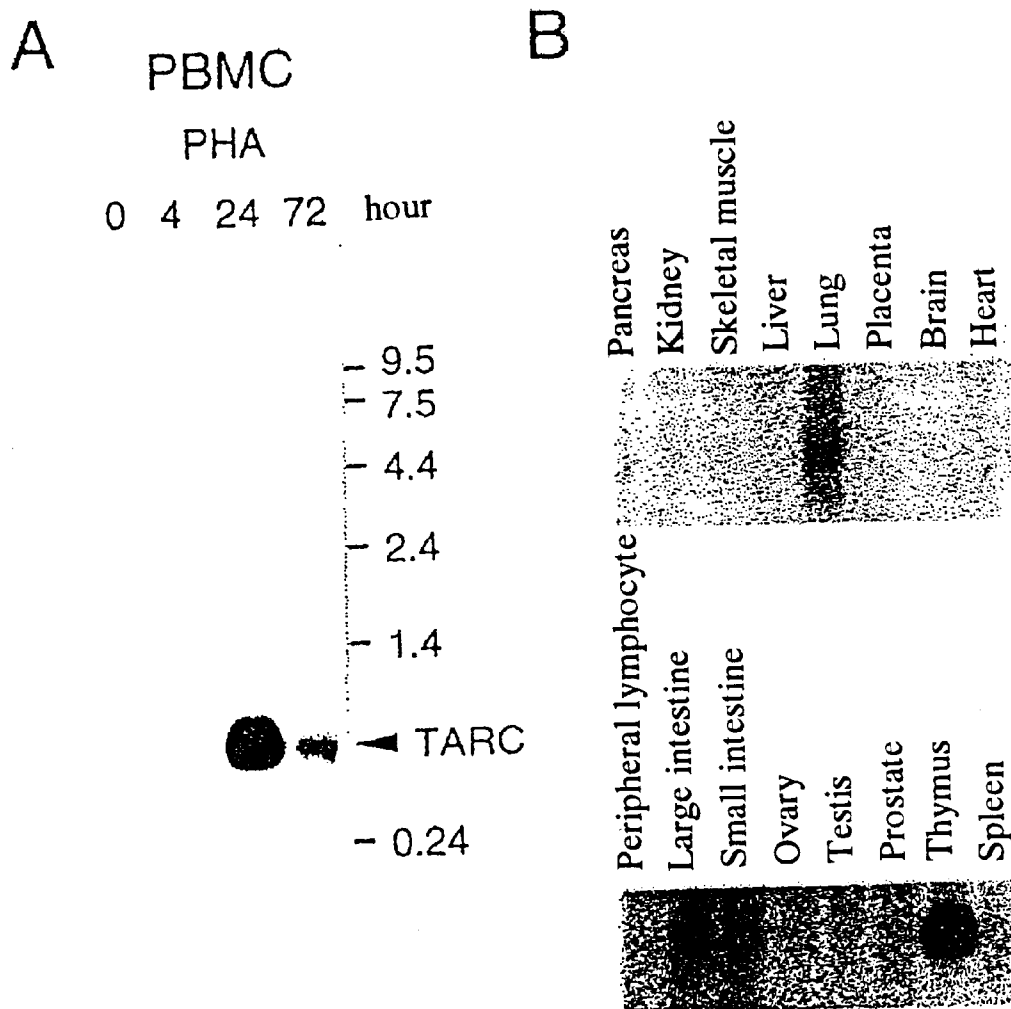 A
PBMC
PHA
0 4 24 72 hour
9.5
7.5
4.4
2.4
1.4
TARC
0.24
B
Pancreas
Kidney
Skeletal muscle
Liver
Lung
Placenta
Brain
Heart
Peripheral lymphocyte
Large intestine
Small intestine
Ovary
Testis
Prostate
Thymus
Spleen